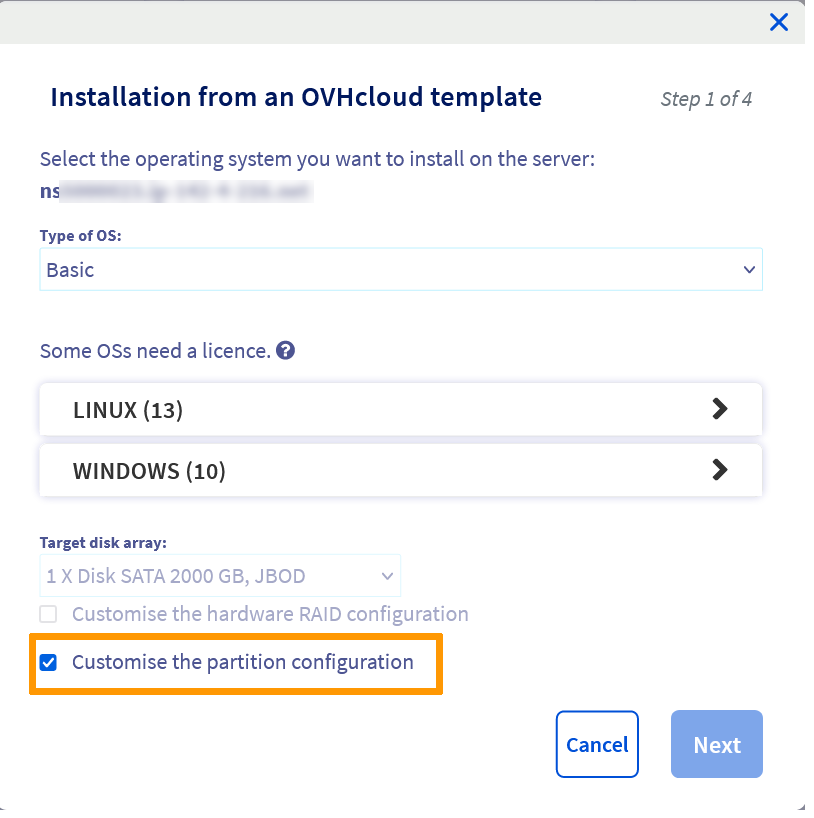 Installation from an OVHcloud template
Step 1 of 4
Select the operating system you want to install on the server:
ns
Type of OS:
Basic
Some OSs need a licence. ?
LINUX (13)
WINDOWS (10)
Target disk array:
1 X Disk SATA 2000 GB, JBOD
Customise the hardware RAID configuration
Customise the partition configuration
Cancel
Next